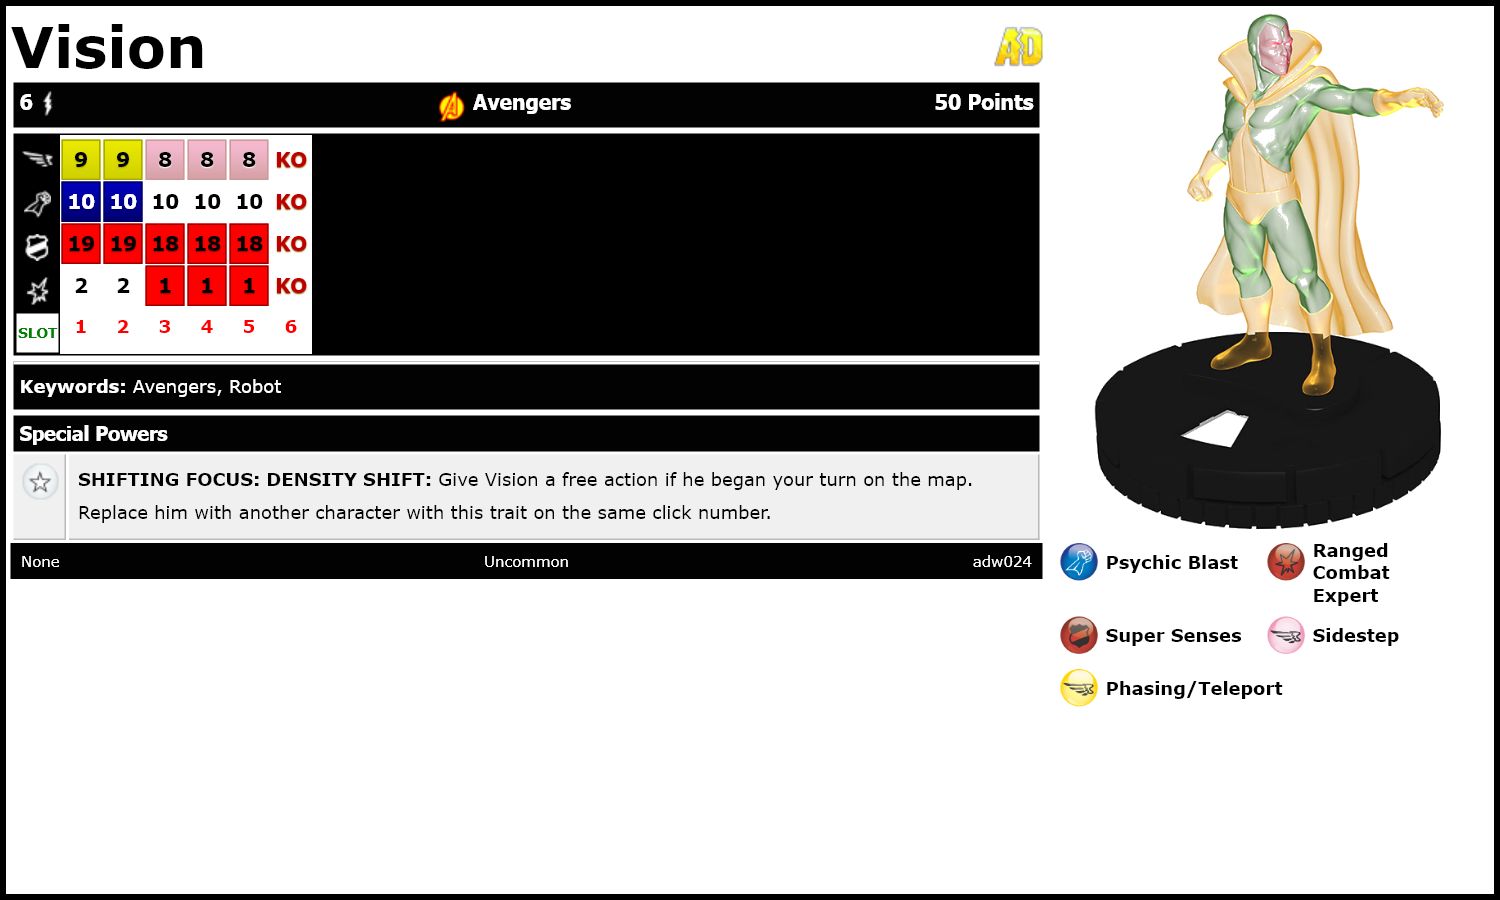 Vision
AD
6 Avengers 50 Points
9 9 8 8 8 KO
10 10 10 10 10 KO
19 19 18 18 18 KO
2 2 1 1 1 KO
SLOT 1 2 3 4 5 6
Keywords: Avengers, Robot
Special Powers
SHIFTING FOCUS: DENSITY SHIFT: Give Vision a free action if he began your turn on the map.
Replace him with another character with this trait on the same click number.
None Uncommon adw024
Psychic Blast
Ranged
Combat
Expert
Super Senses
Sidestep
Phasing/Teleport